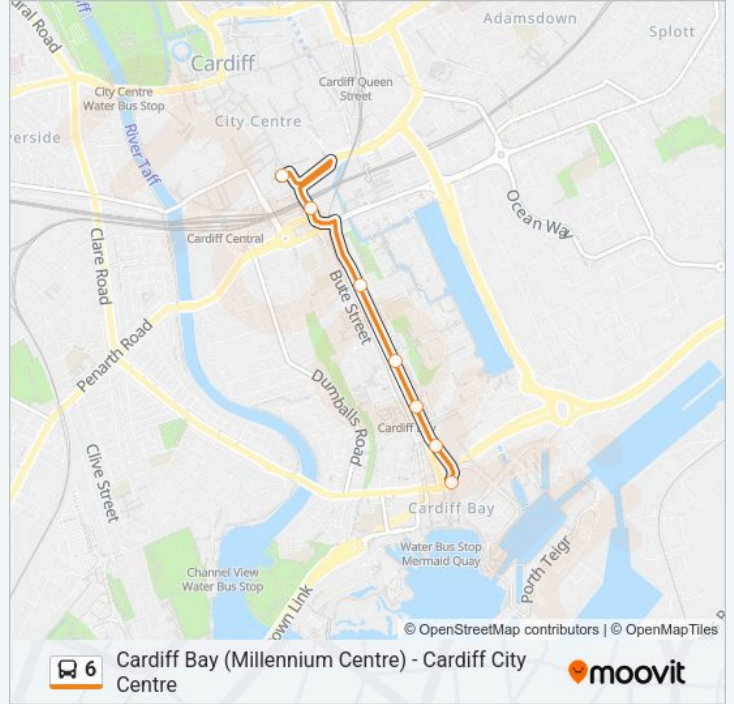 ural Road
Adamsdown
Splott
Cardiff
Cardiff Queen
Street
City Centre
Water Bus Stop
City Centre
erside
River Taff
Ocean Way
Cardiff Central
Clare Road
Bute Street
Penarth Road
Dumballs Road
Cardiff Bay
Clive Street
Cardiff Bay
Water Bus Stop
Mermaid Quay
Porth Teigr
Channel View
Water Bus Stop
own Link
© OpenStreetMap contributors | © OpenMapTiles
6
Cardiff Bay (Millennium Centre) - Cardiff City
Centre
moovit